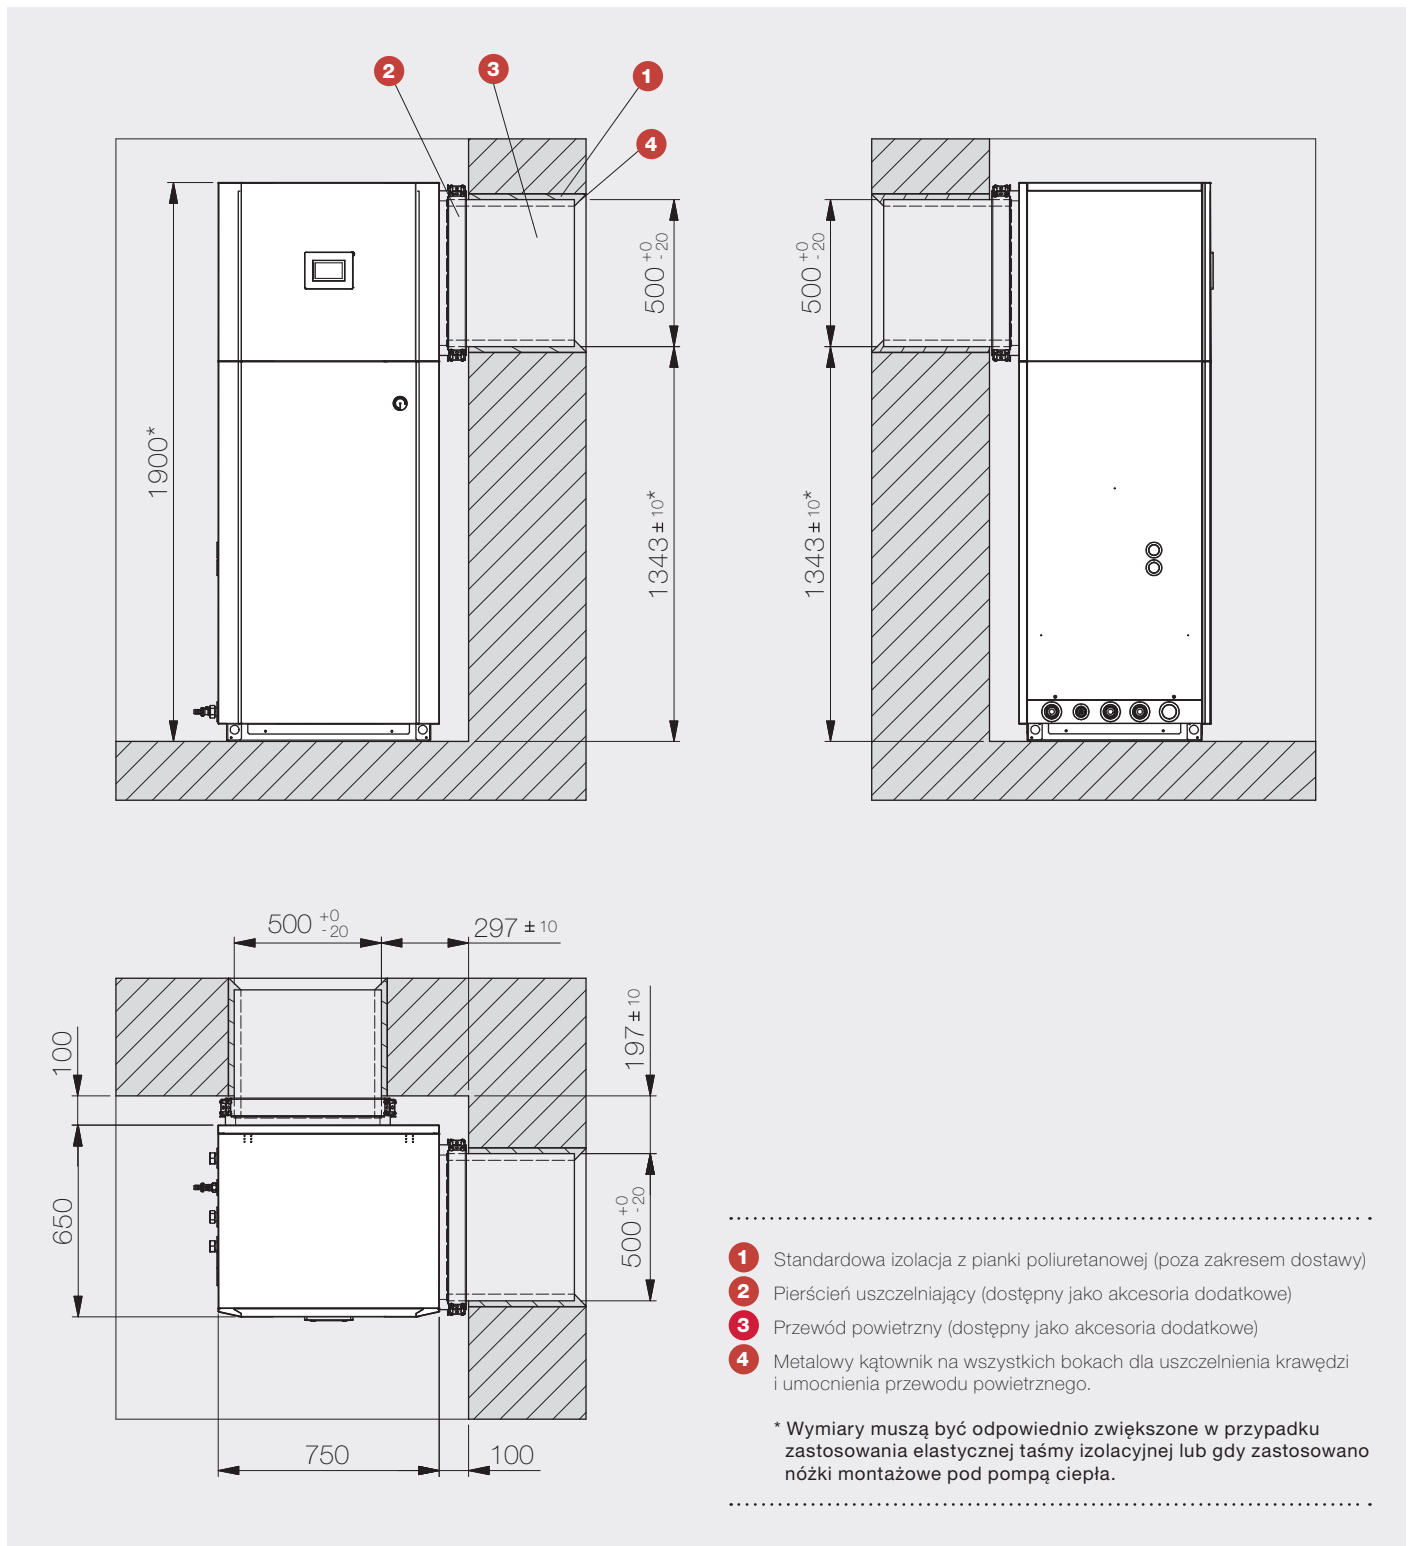 2
3
1
4
1900*
500 +0 -20
1343 ± 10*
500 +0 -20
1343 ± 10*
500 +0 -20
297 ± 10
100
650
197 ± 10
500 +0 -20
750
100
1 Standardowa izolacja z pianki poliuretanowej (poza zakresem dostawy)
2 Pierścień uszczelniający (dostępny jako akcesoria dodatkowe)
3 Przewód powietrzny (dostępny jako akcesoria dodatkowe)
4 Metalowy kątownik na wszystkich bokach dla uszczelnienia krawędzi
i umocnienia przewodu powietrznego.
* Wymiary muszą być odpowiednio zwiększone w przypadku
zastosowania elastycznej taśmy izolacyjnej lub gdy zastosowano
nóżki montażowe pod pompą ciepła.